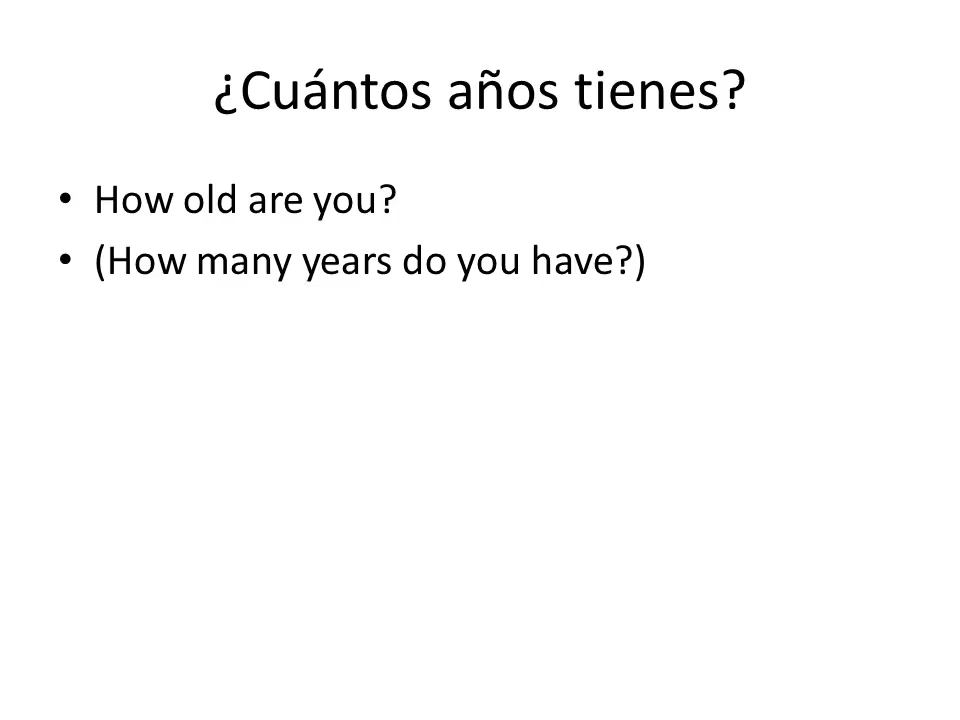 ¿Cuántos años tienes?
• How old are you?
• (How many years do you have?)